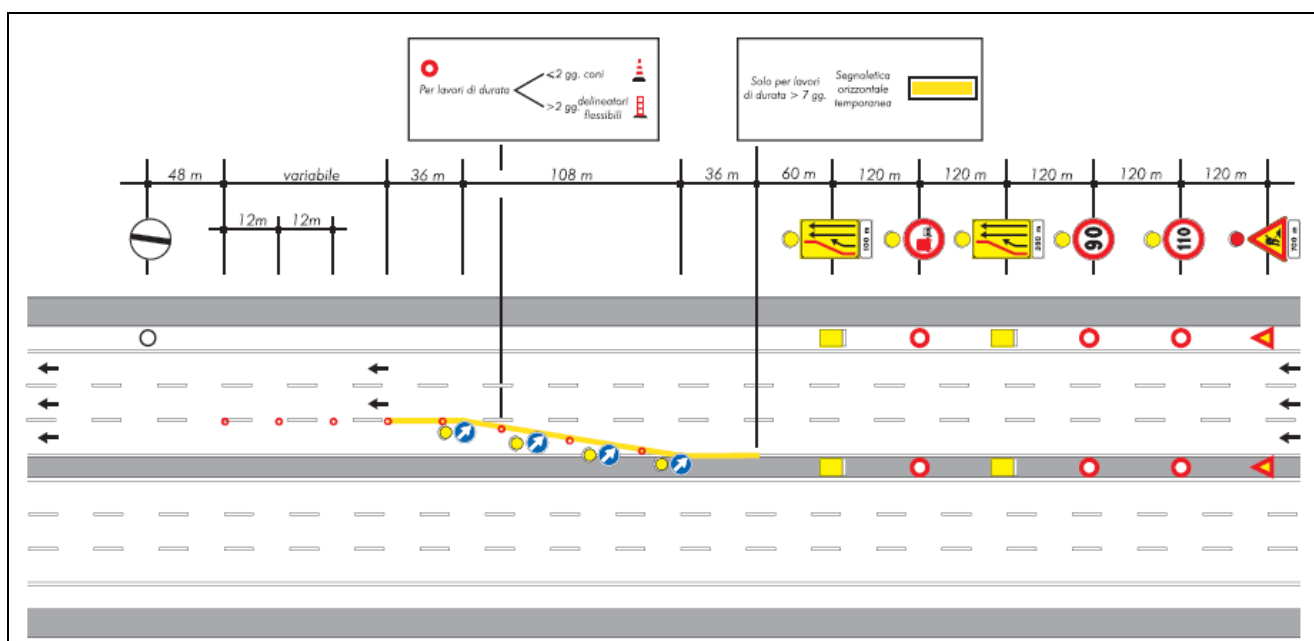 Per lavori di durata
<2 gg. coni
>2 gg. delineatori
flessibili
Solo per lavori
di durata > 7 gg.
Segnaletica
orizzontale
temporanea
48 m
variabile
36 m
108 m
36 m
60 m
120 m
120 m
120 m
120 m
120 m
12m
12m
100 m
350 m
90
110
700 m